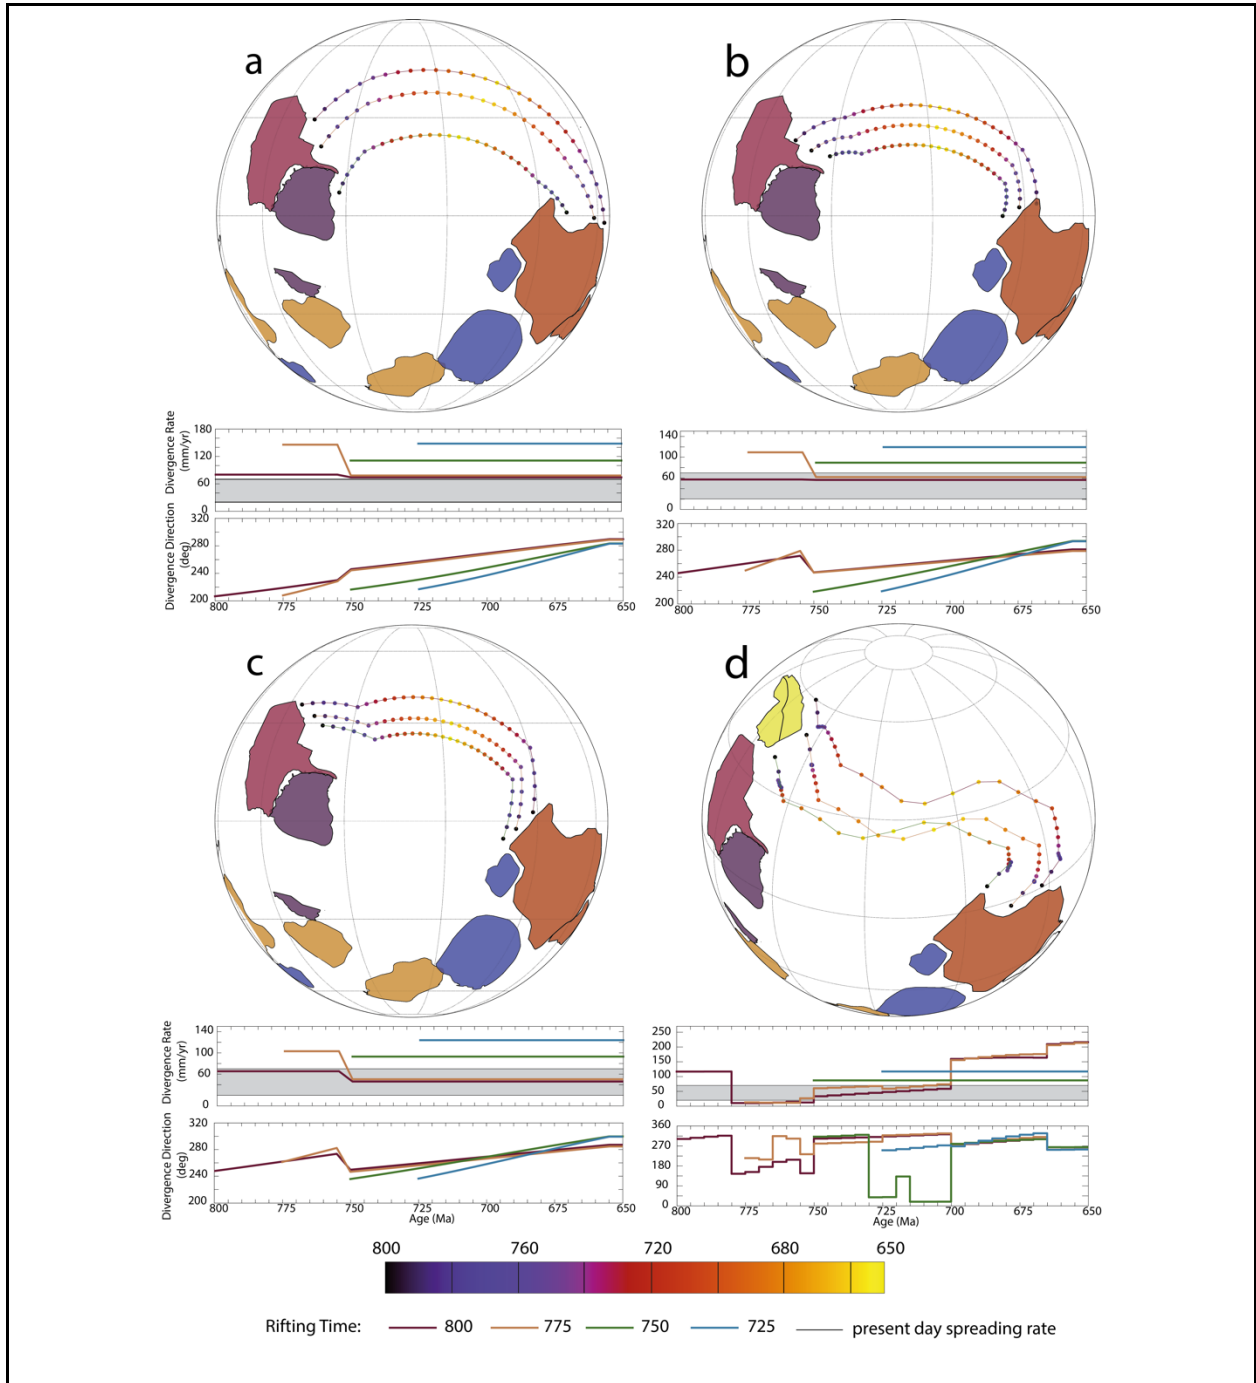 a
b
Divergence Rate
(mm/yr)
180
120
60
0
140
100
60
0
Divergence Direction
(deg)
320
280
240
200
320
280
240
200
800 775 750 725 700 675 650
800 775 750 725 700 675 650
c
d
Divergence Rate
(mm/yr)
140
100
60
0
250
200
150
100
50
0
Divergence Direction
(deg)
320
280
240
200
360
270
180
90
0
800 775 750 725 700 675 650
Age (Ma)
800 775 750 725 700 675 650
Age (Ma)
800 760 720 680 650
Rifting Time: 800 775 750 725 present day spreading rate